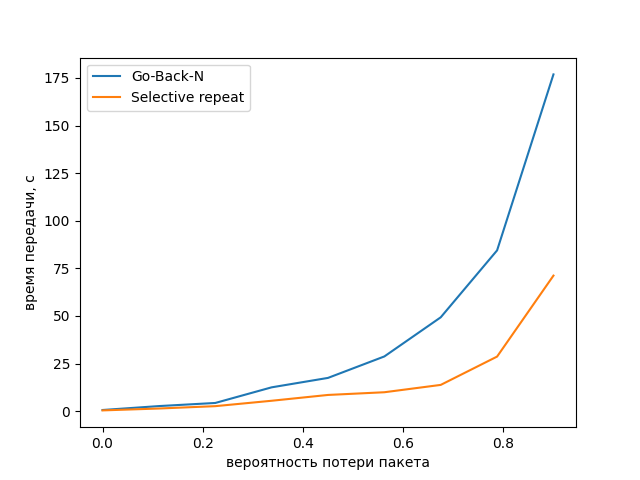 Go-Back-N
Selective repeat
175
150
125
100
75
50
25
0
время передачи, с
0.0 0.2 0.4 0.6 0.8
вероятность потери пакета